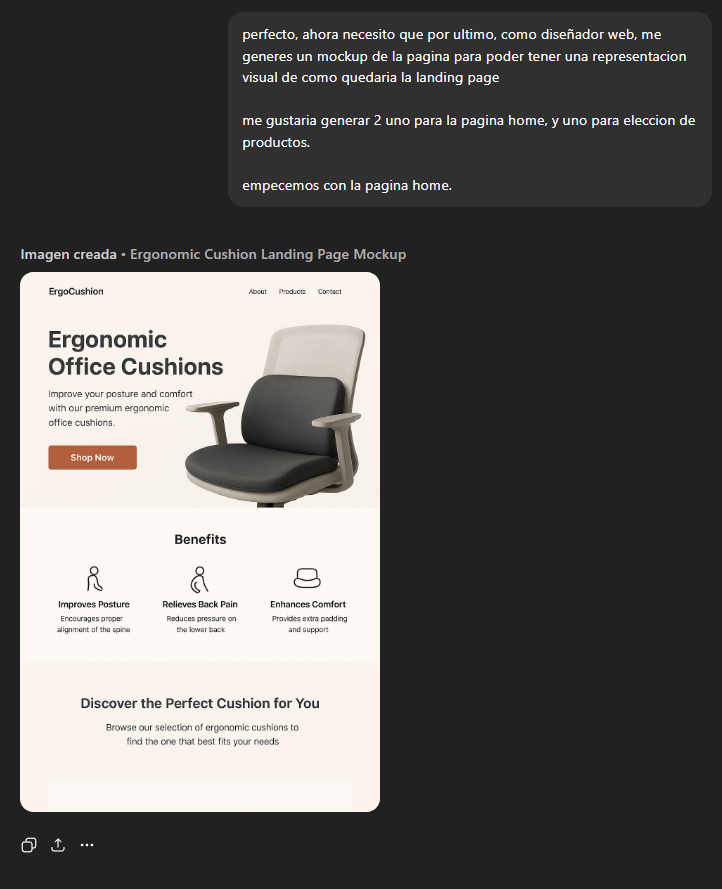 perfecto, ahora necesito que por ultimo, como diseñador web, me
generes un mockup de la pagina para poder tener una representacion
visual de como quedaria la landing page
me gustaria generar 2 uno para la pagina home, y uno para eleccion de
productos.
empecemos con la pagina home.
Imagen creada • Ergonomic Cushion Landing Page Mockup
ErgoCushion
About Products Contact
Ergonomic
Office Cushions
Improve your posture and comfort
with our premium ergonomic
office cushions.
Shop Now
Benefits
Improves Posture
Encourages proper
alignment of the spine
Relieves Back Pain
Reduces pressure on
the lower back
Enhances Comfort
Provides extra padding
and support
Discover the Perfect Cushion for You
Browse our selection of ergonomic cushions to
find the one that best fits your needs